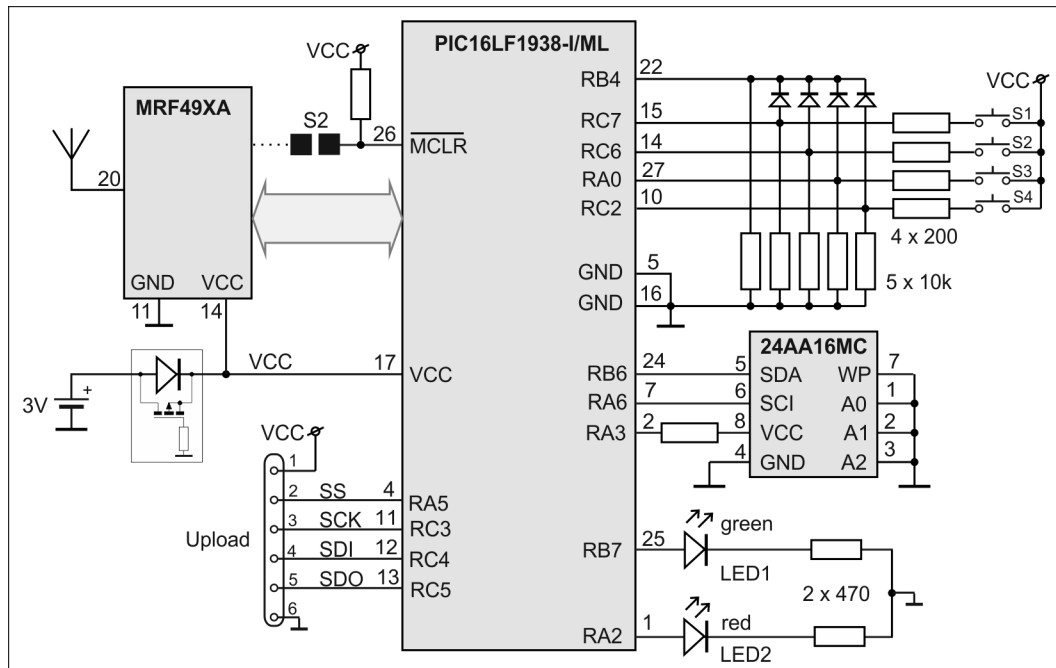 PIC16LF1938-I/ML
VCC
MRF49XA
S2
26
MCLR
20
GND
VCC
11
14
VCC
17
VCC
3V
+
VCC
1
2
SS
4
RA5
3
SCK
11
RC3
Upload
4
SDI
12
RC4
5
SDO
13
RC5
6
RB4
22
VCC
RC7
15
S1
RC6
14
S2
RA0
27
S3
RC2
10
S4
4 x 200
5 x 10k
GND
5
GND
16
24AA16MC
RB6
24
5
SDA
WP
7
RA6
7
6
SCI
A0
1
RA3
2
8
VCC
A1
2
4
GND
A2
3
green
RB7
25
LED1
2 x 470
red
RA2
1
LED2